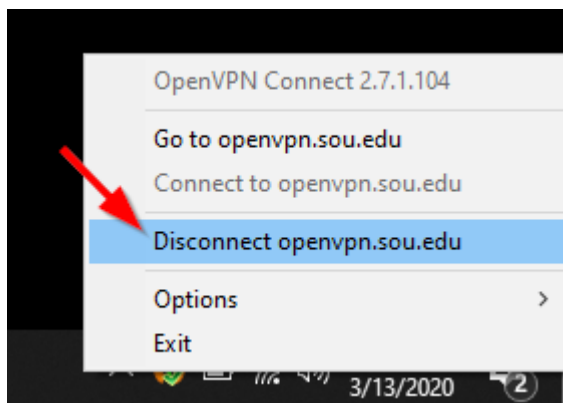 OpenVPN Connect 2.7.1.104
Go to openvpn.sou.edu
Connect to openvpn.sou.edu
Disconnect openvpn.sou.edu
Options
Exit
3/13/2020
2